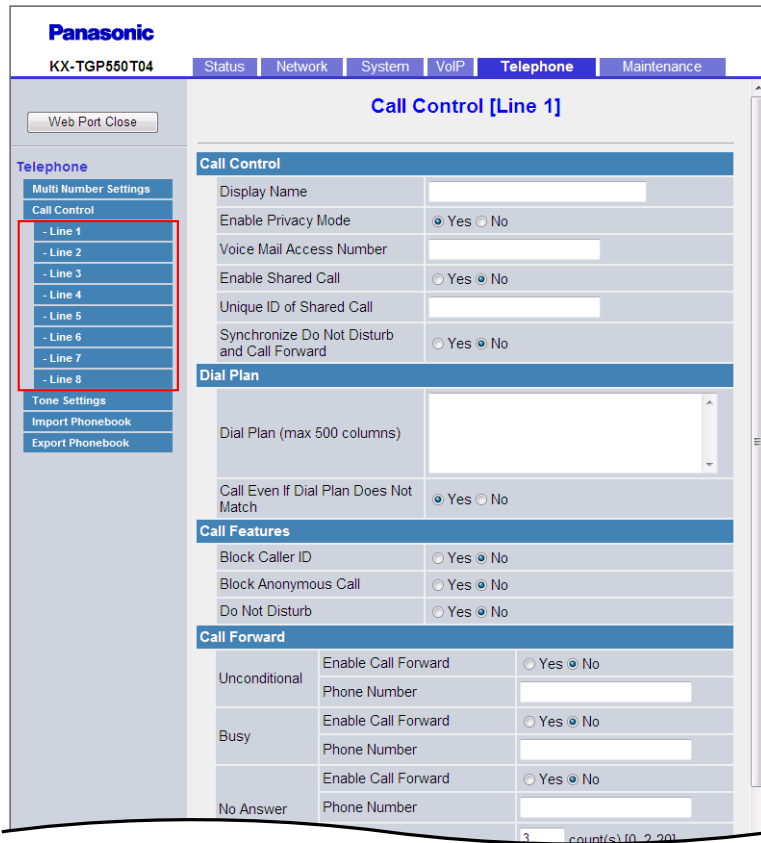 Panasonic
KX-TGP550T04
Status Network System VoIP Telephone Maintenance
Web Port Close
Telephone
Multi Number Settings
Call Control
- Line 1
- Line 2
- Line 3
- Line 4
- Line 5
- Line 6
- Line 7
- Line 8
Tone Settings
Import Phonebook
Export Phonebook
Call Control [Line 1]
Call Control
Display Name
Enable Privacy Mode Yes No
Voice Mail Access Number
Enable Shared Call Yes No
Unique ID of Shared Call
Synchronize Do Not Disturb
and Call Forward Yes No
Dial Plan
Dial Plan (max 500 columns)
Call Even If Dial Plan Does Not
Match Yes No
Call Features
Block Caller ID Yes No
Block Anonymous Call Yes No
Do Not Disturb Yes No
Call Forward
Unconditional
Enable Call Forward Yes No
Phone Number
Busy
Enable Call Forward Yes No
Phone Number
No Answer
Enable Call Forward Yes No
Phone Number
3 count(s) [0, 2-20]